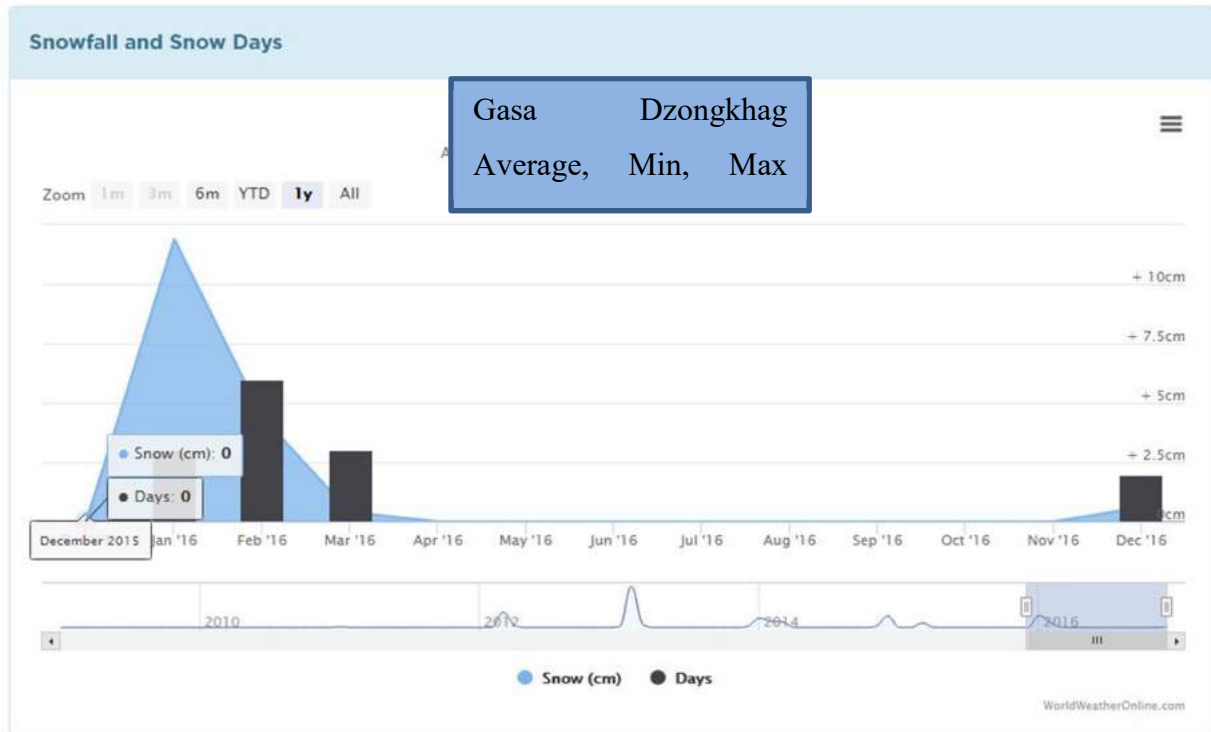 Snowfall and Snow Days
Gasa Dzongkhag
Average, Min, Max
A
Zoom 1m 3m 6m YTD 1y All
+ 10cm
+ 7.5cm
+ 5cm
+ 2.5cm
0cm
Snow (cm): 0
Days: 0
December 2015 Jan '16 Feb '16 Mar '16 Apr '16 May '16 Jun '16 Jul '16 Aug '16 Sep '16 Oct '16 Nov '16 Dec '16
2010 2012 2014 2016
Snow (cm) Days
WorldWeatherOnline.com